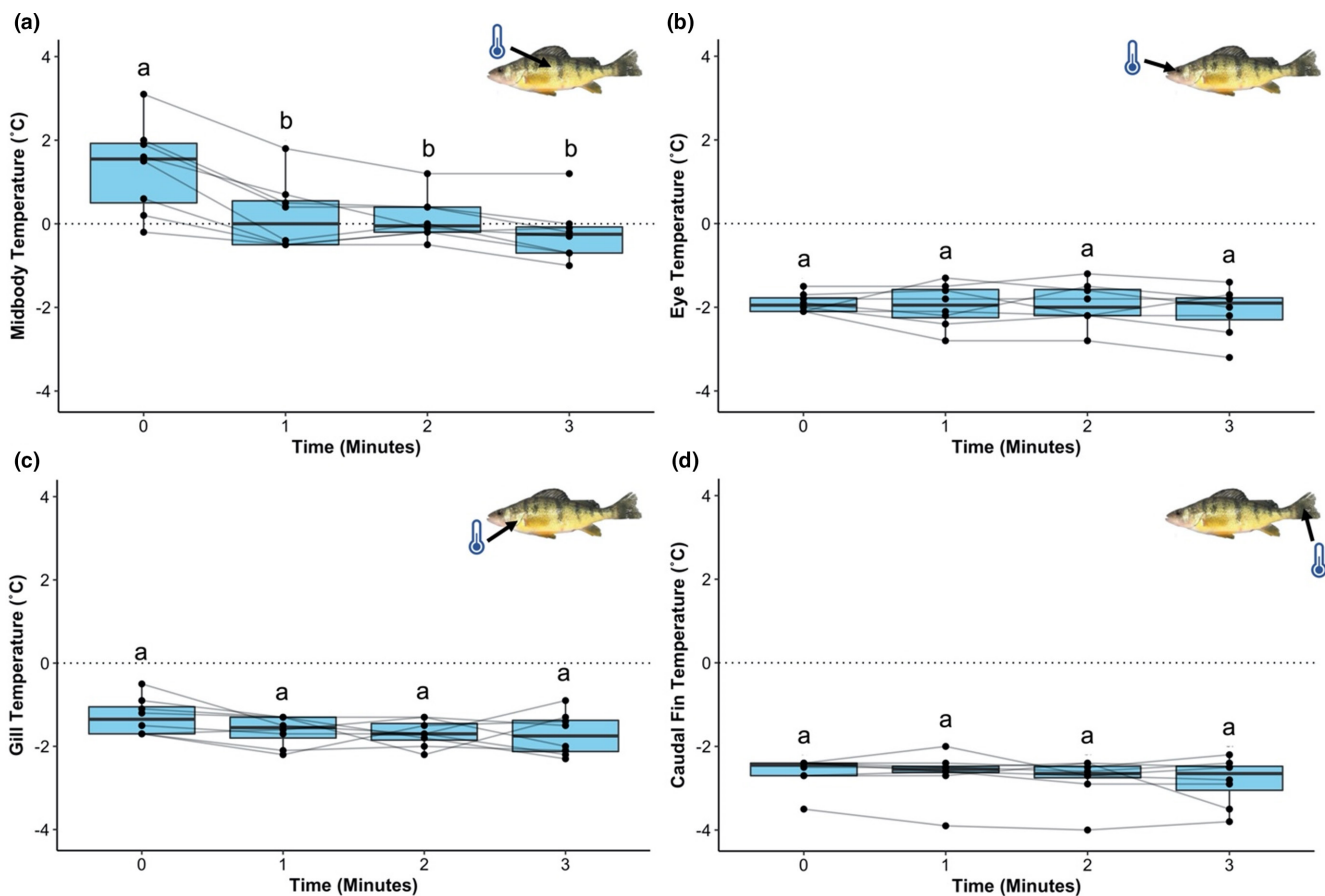 (a)
a
b
b
b
4
2
0
-2
-4
Midbody Temperature (˚C)
0 1 2 3
Time (Minutes)
(b)
a
a
a
a
4
2
0
-2
-4
Eye Temperature (˚C)
0 1 2 3
Time (Minutes)
(c)
a
a
a
a
4
2
0
-2
-4
Gill Temperature (˚C)
0 1 2 3
Time (Minutes)
(d)
a
a
a
a
4
2
0
-2
-4
Caudal Fin Temperature (˚C)
0 1 2 3
Time (Minutes)